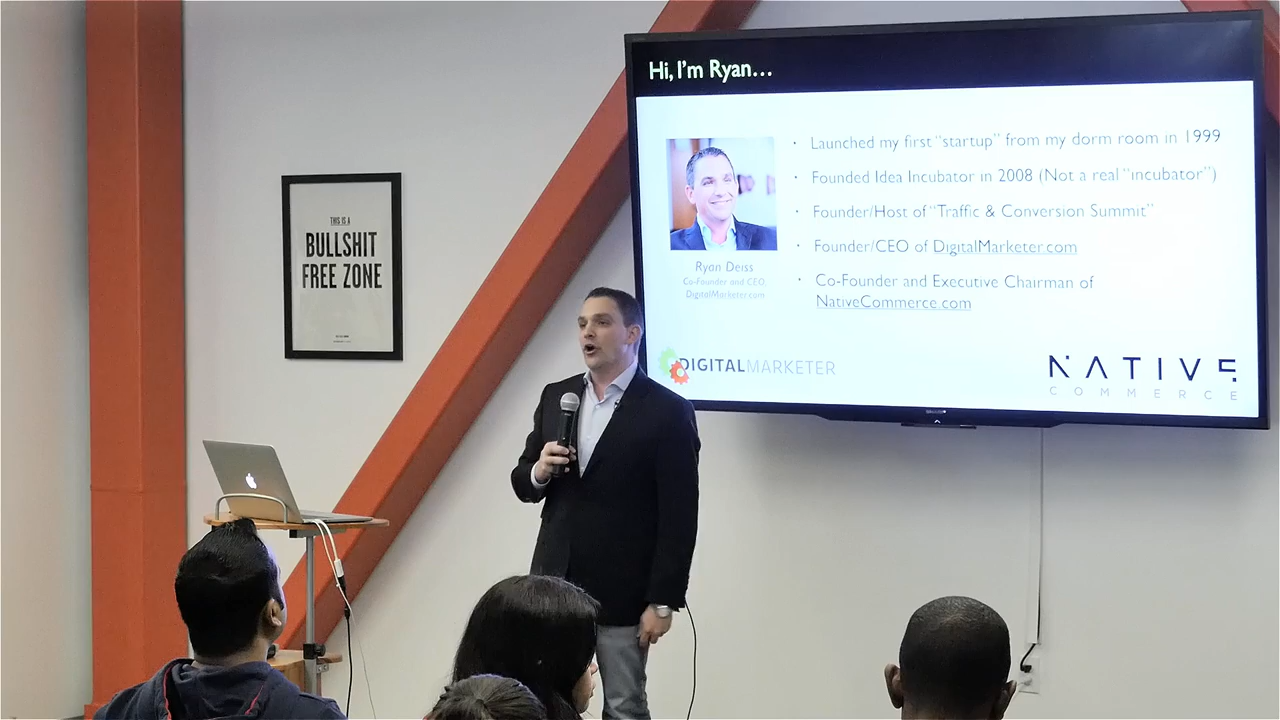 THIS IS A
BULLSHIT
FREE ZONE
Hi, I'm Ryan...
Ryan Deiss
Co-Founder and CEO,
DigitalMarketer.com
· Launched my first "startup" from my dorm room in 1999
· Founded Idea Incubator in 2008 (Not a real "incubator")
· Founder/Host of "Traffic & Conversion Summit"
· Founder/CEO of DigitalMarketer.com
· Co-Founder and Executive Chairman of
NativeCommerce.com
DIGITALMARKETER
NATIVE
COMMERCE